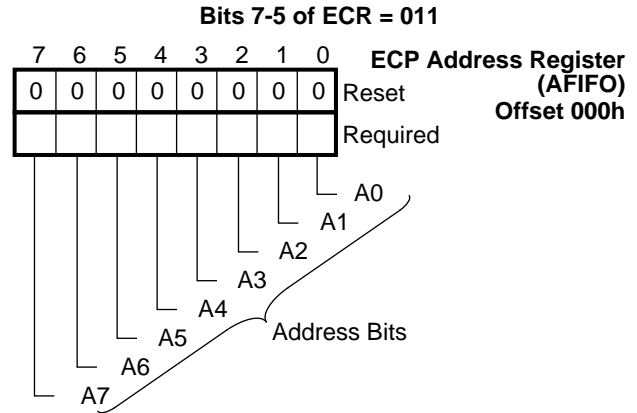 Bits 7-5 of ECR = 011
7 6 5 4 3 2 1 0
ECP Address Register
(AFIFO)
Offset 000h
0 0 0 0 0 0 0 0 Reset
Required
A0
A1
A2
A3
A4
A5
A6
A7
Address Bits